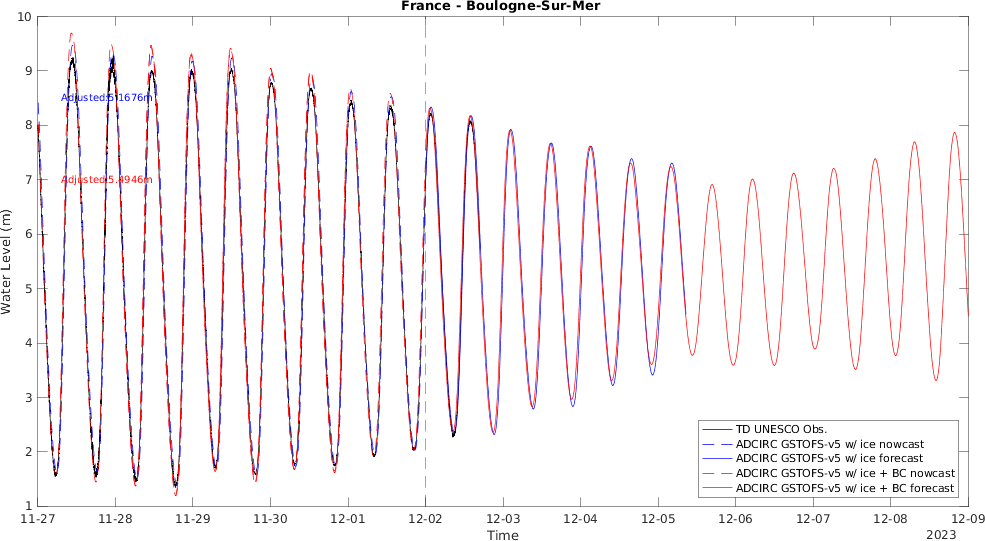 France - Boulogne-Sur-Mer
10
9
8
7
6
5
4
3
2
1
Water Level (m)
Adjusted:5.1676m
Adjusted:5.4946m
TD UNESCO Obs.
ADCIRC GSTOFS-v5 w/ ice nowcast
ADCIRC GSTOFS-v5 w/ ice forecast
ADCIRC GSTOFS-v5 w/ ice + BC nowcast
ADCIRC GSTOFS-v5 w/ ice + BC forecast
11-27 11-28 11-29 11-30 12-01 12-02 12-03 12-04 12-05 12-06 12-07 12-08 12-09
Time
2023